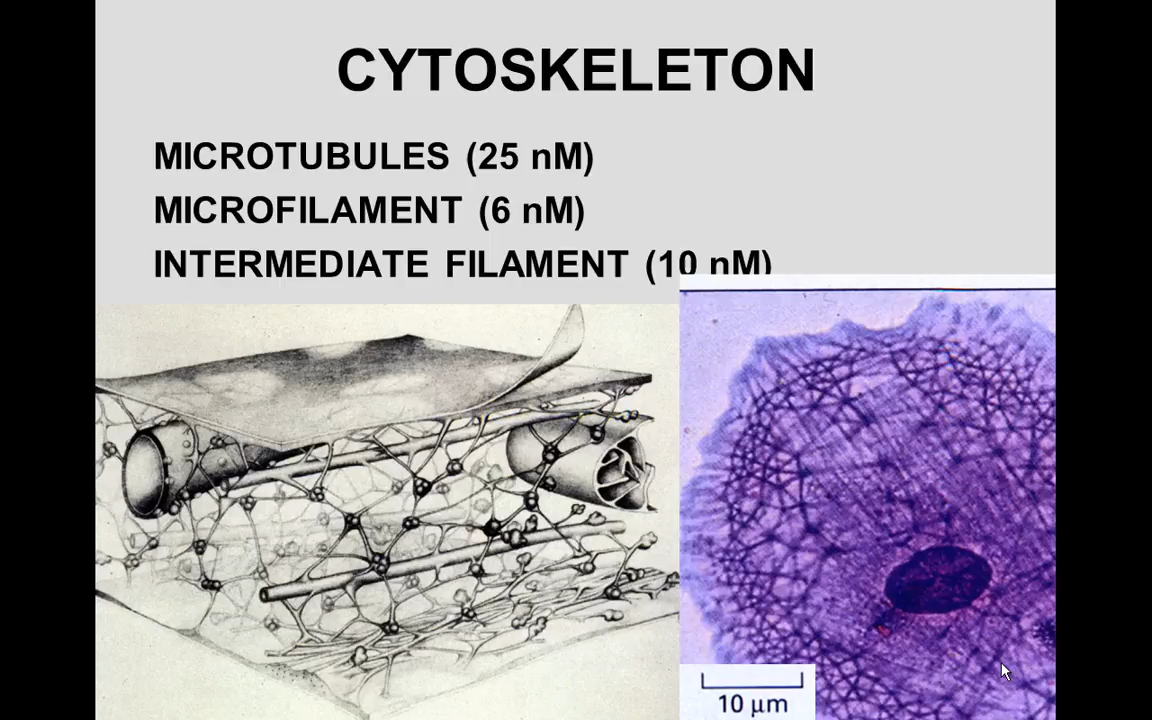 CYTOSKELETON
MICROTUBULES (25 nM)
MICROFILAMENT (6 nM)
INTERMEDIATE FILAMENT (10 nM)
10 µm